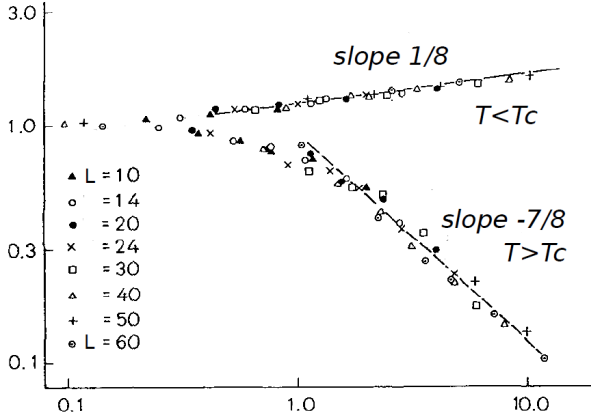 3.0
slope 1/8
1.0
T<Tc
▲ L = 10
○ = 14
● = 20
× = 24
□ = 30
△ = 40
+ = 50
⊙ L = 60
slope -7/8
T>Tc
0.3
0.1
0.1 1.0 10.0